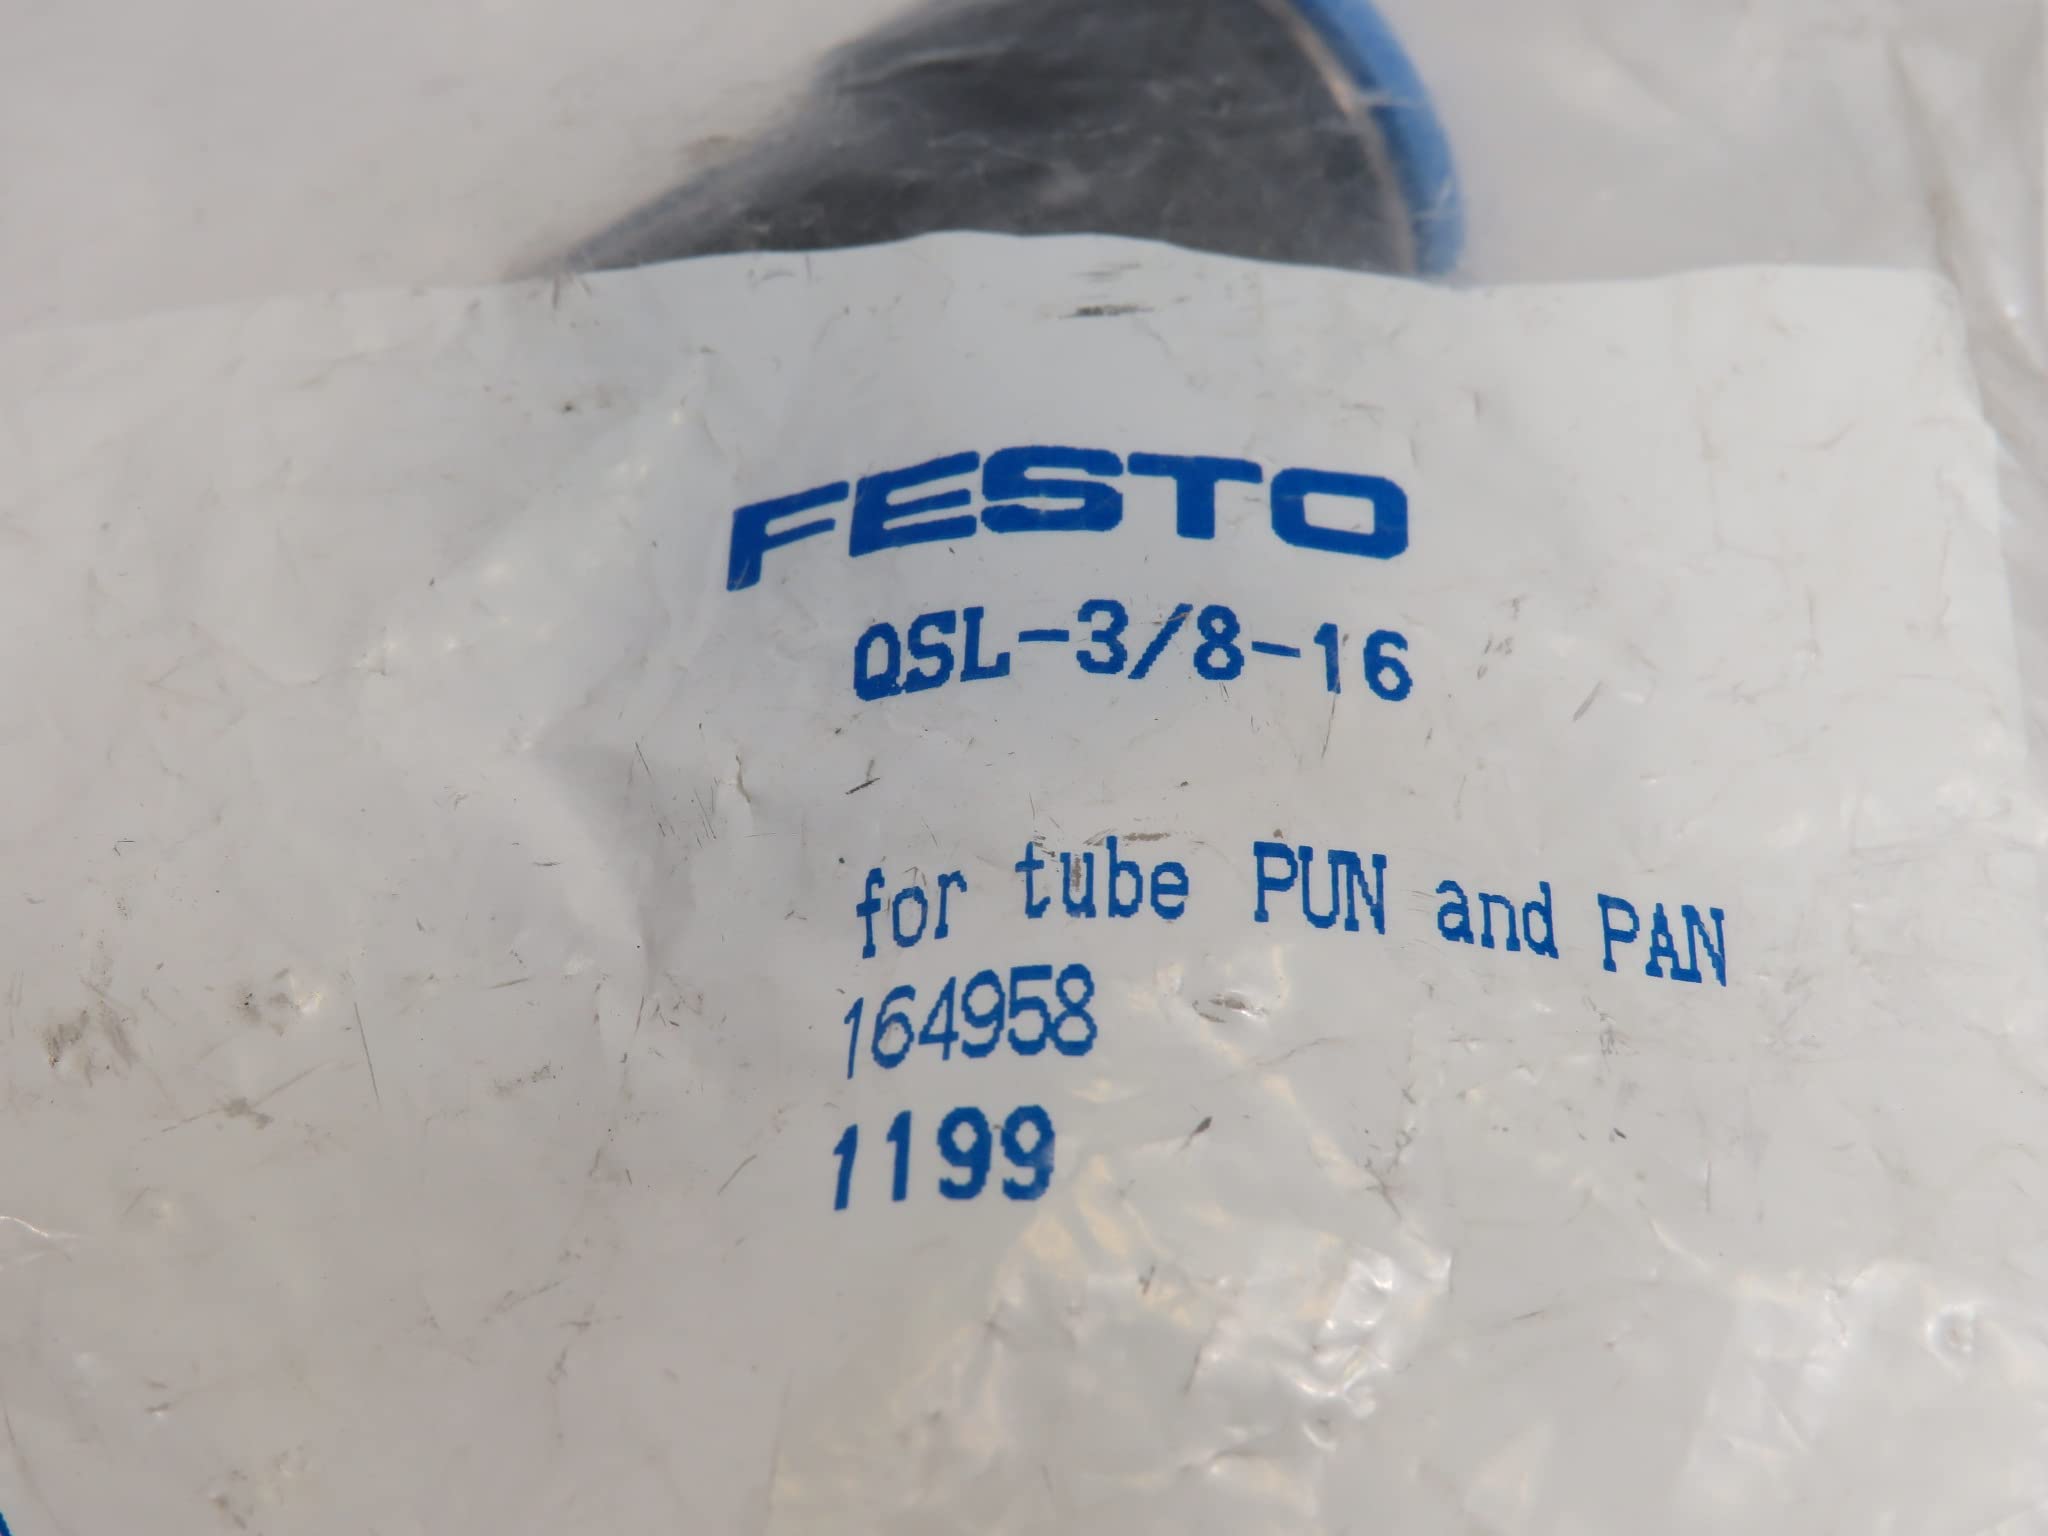 FESTO
QSL-3/8-16
for tube PUN and PAN
164958
1199